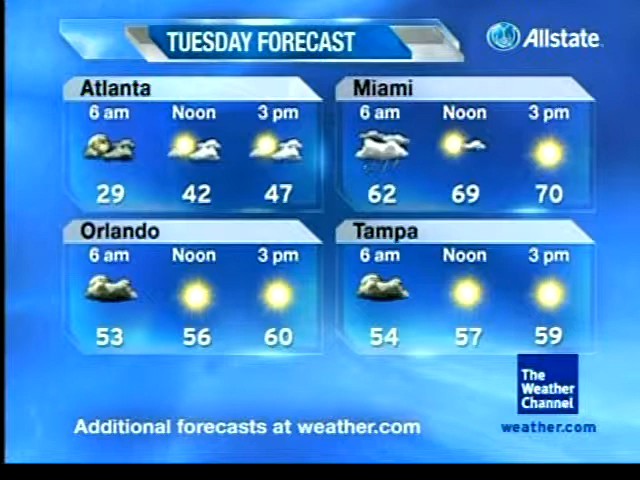 TUESDAY FORECAST
Allstate.
Atlanta
6 am Noon 3 pm
29 42 47
Miami
6 am Noon 3 pm
62 69 70
Orlando
6 am Noon 3 pm
53 56 60
Tampa
6 am Noon 3 pm
54 57 59
The
Weather
Channel
weather.com
Additional forecasts at weather.com